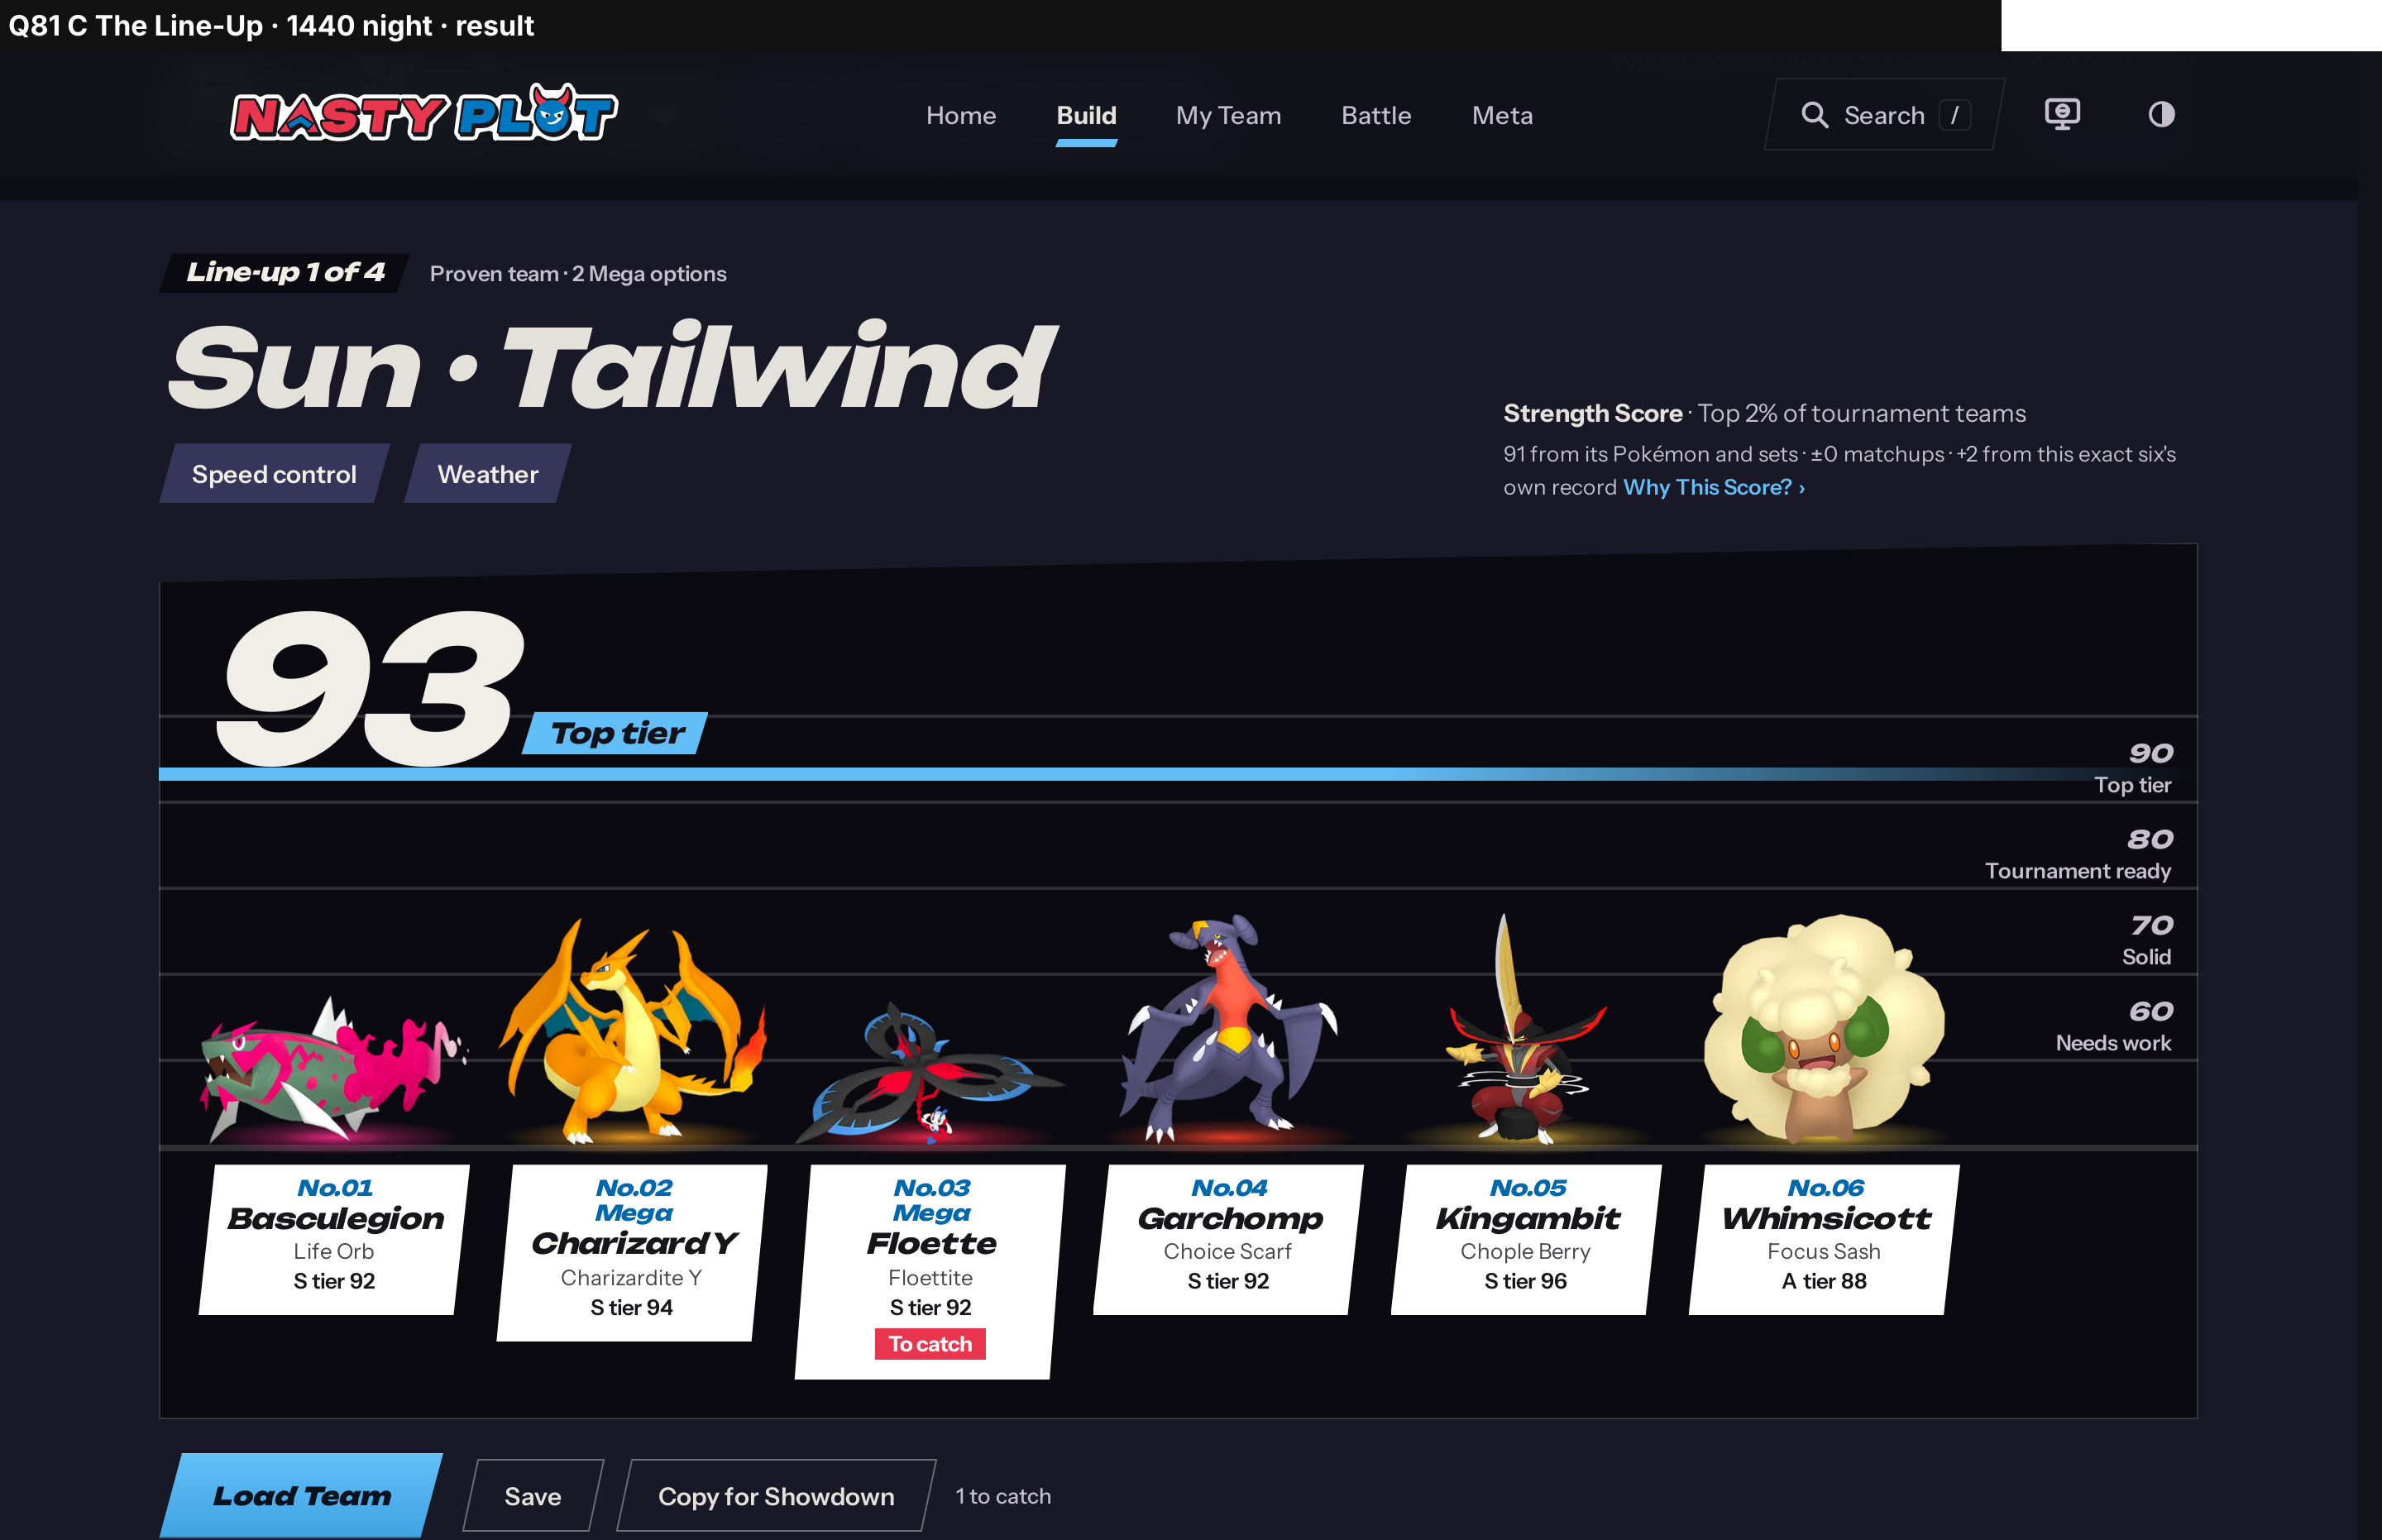 Q81 C The Line-Up · 1440 night · result
NASTY PLOT
Home
Build
My Team
Battle
Meta
Search /
Line-up 1 of 4
Proven team · 2 Mega options
Sun · Tailwind
Speed control
Weather
Strength Score · Top 2% of tournament teams
91 from its Pokémon and sets · ±0 matchups · +2 from this exact six's
own record Why This Score? ›
93
Top tier
90
Top tier
80
Tournament ready
70
Solid
60
Needs work
No.01
Basculegion
Life Orb
S tier 92
No.02
Mega
Charizard Y
Charizardite Y
S tier 94
No.03
Mega
Floette
Floettite
S tier 92
To catch
No.04
Garchomp
Choice Scarf
S tier 92
No.05
Kingambit
Chople Berry
S tier 96
No.06
Whimsicott
Focus Sash
A tier 88
Load Team
Save
Copy for Showdown
1 to catch